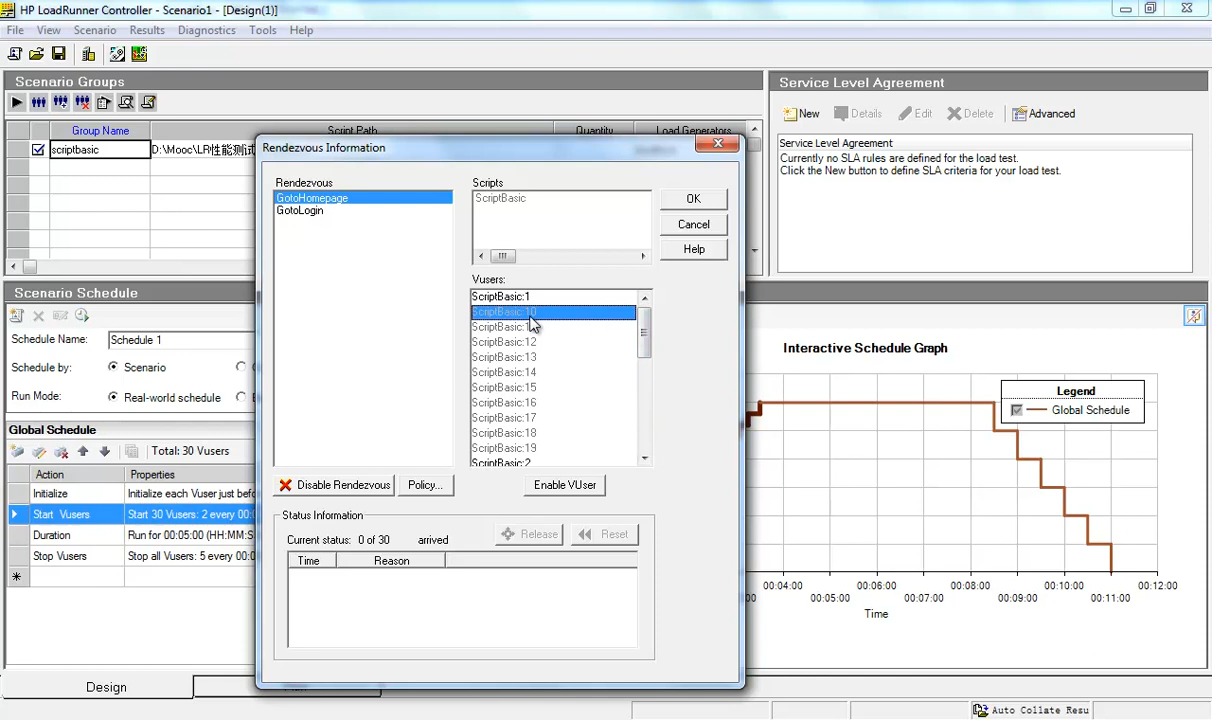 HP LoadRunner Controller - Scenario1 - [Design(1)]
File View Scenario Results Diagnostics Tools Help
Scenario Groups
Group Name Script Path Quantity Load Generators
scriptbasic D:\Mooc\LR性能测试
Service Level Agreement
New Details Edit Delete Advanced
Service Level Agreement
Currently no SLA rules are defined for the load test.
Click the New button to define SLA criteria for your load test.
Rendezvous Information
Rendezvous
GotoHomepage
GotoLogin
Scripts
ScriptBasic
OK
Cancel
Help
Vusers:
ScriptBasic:1
ScriptBasic:10
ScriptBasic:1
ScriptBasic:12
ScriptBasic:13
ScriptBasic:14
ScriptBasic:15
ScriptBasic:16
ScriptBasic:17
ScriptBasic:18
ScriptBasic:19
ScriptBasic:2
Disable Rendezvous Policy... Enable VUser
Status Information
Current status: 0 of 30 arrived
Release Reset
Time Reason
Scenario Schedule
Schedule Name: Schedule 1
Schedule by: Scenario
Run Mode: Real-world schedule
Global Schedule
Total: 30 Vusers
Action Properties
Initialize Initialize each Vuser just bef
Start Vusers Start 30 Vusers: 2 every 00:
Duration Run for 00:05:00 (HH:MM:S
Stop Vusers Stop all Vusers: 5 every 00:
Interactive Schedule Graph
Legend
Global Schedule
00:04:00 00:06:00 00:08:00 00:10:00 00:12:00
00 00:05:00 00:07:00 00:09:00 00:11:00
Time
Design
Auto Collate Resu